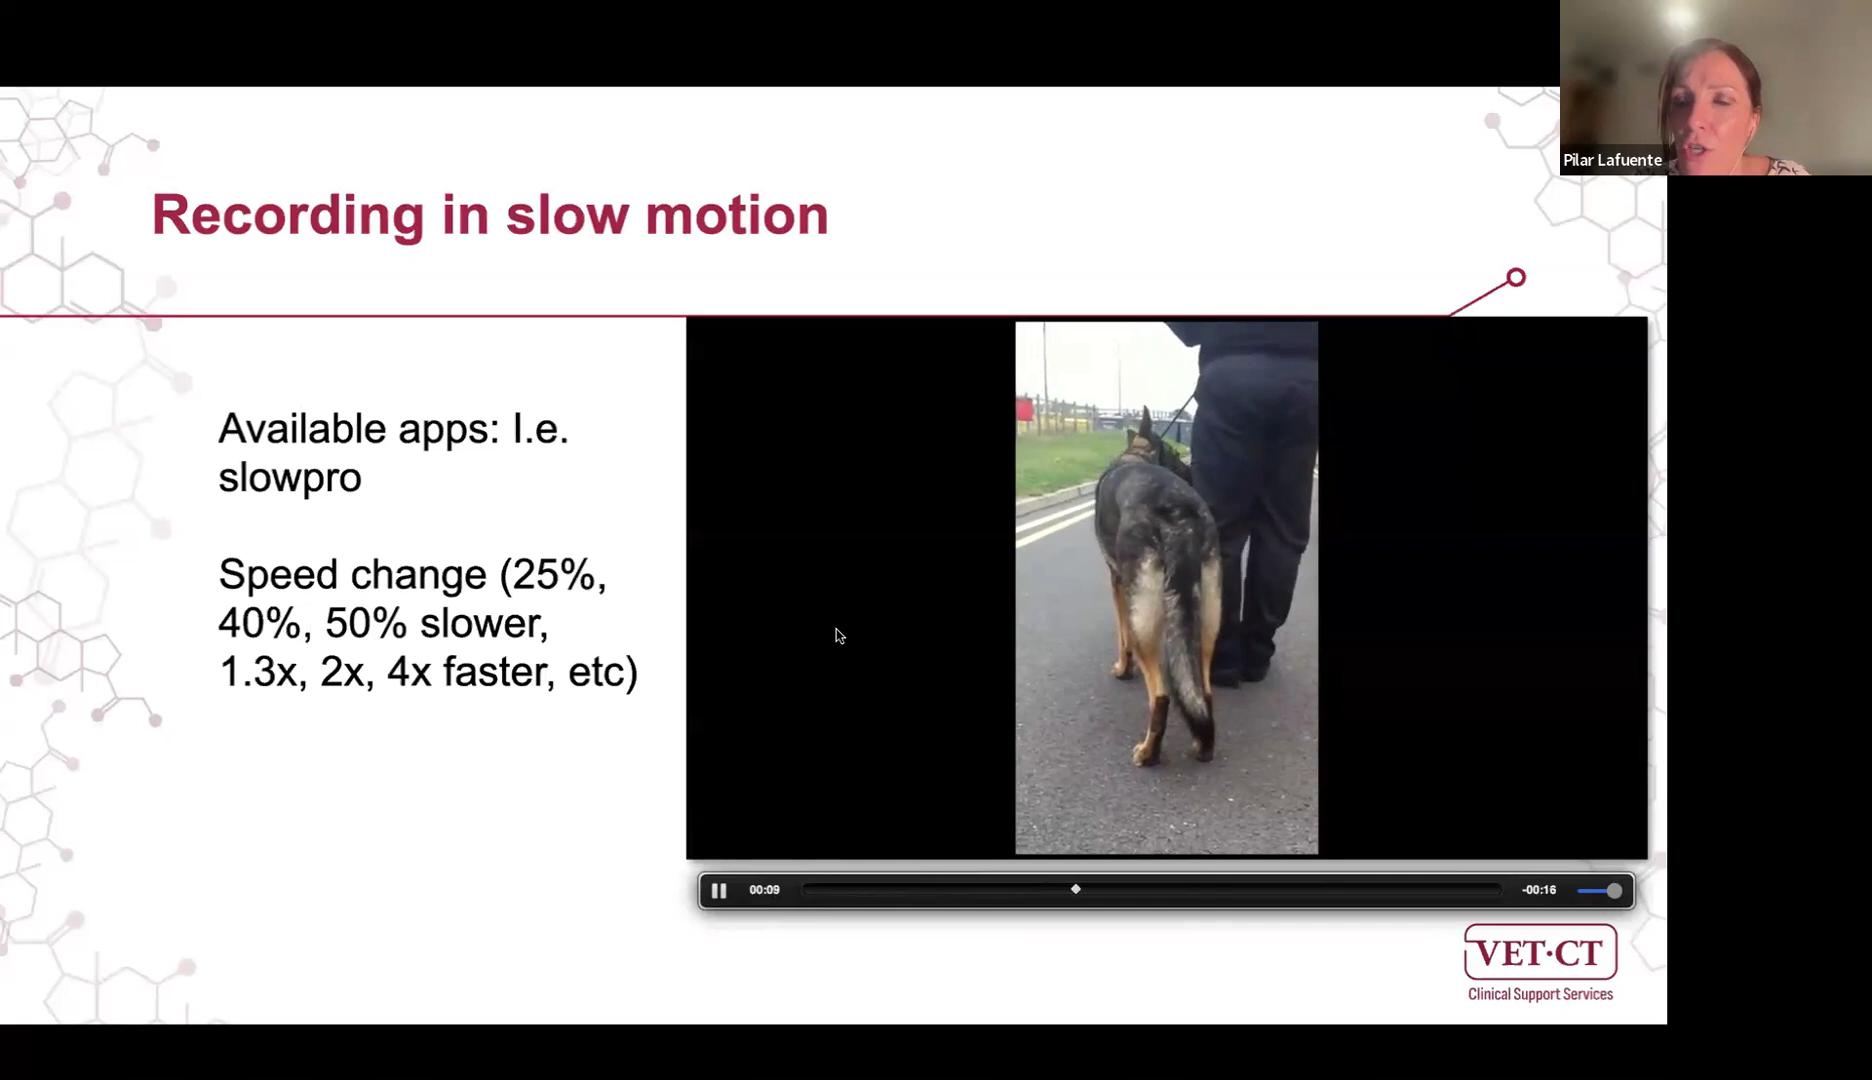 Pilar Lafuente
Recording in slow motion
Available apps: I.e.
slowpro
Speed change (25%,
40%, 50% slower,
1.3x, 2x, 4x faster, etc)
00:09
-00:16
VET·CT
Clinical Support Services